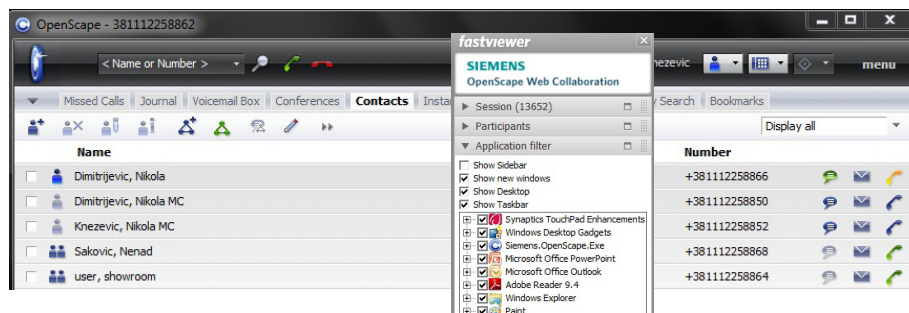 OpenScape - 381112258862
< Name or Number >
nezevic
menu
Missed Calls Journal Voicemail Box Conferences Contacts Insta
Search Bookmarks
Display all
Name
Number
Dimitrijevic, Nikola +381112258866
Dimitrijevic, Nikola MC +381112258850
Knezevic, Nikola MC +381112258852
Sakovic, Nenad +381112258868
user, showroom +381112258864
fastviewer
SIEMENS
OpenScape Web Collaboration
Session (13652)
Participants
Application filter
Show Sidebar
Show new windows
Show Desktop
Show Taskbar
Synaptics TouchPad Enhancements
Windows Desktop Gadgets
Siemens.OpenScape.Exe
Microsoft Office PowerPoint
Microsoft Office Outlook
Adobe Reader 9.4
Windows Explorer
Paint